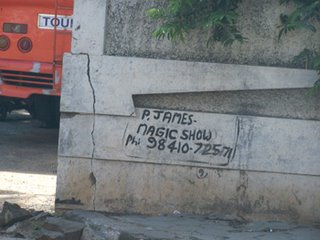 TOU
P. JAMES-
MAGIC SHOW
Ph: 98410-72571